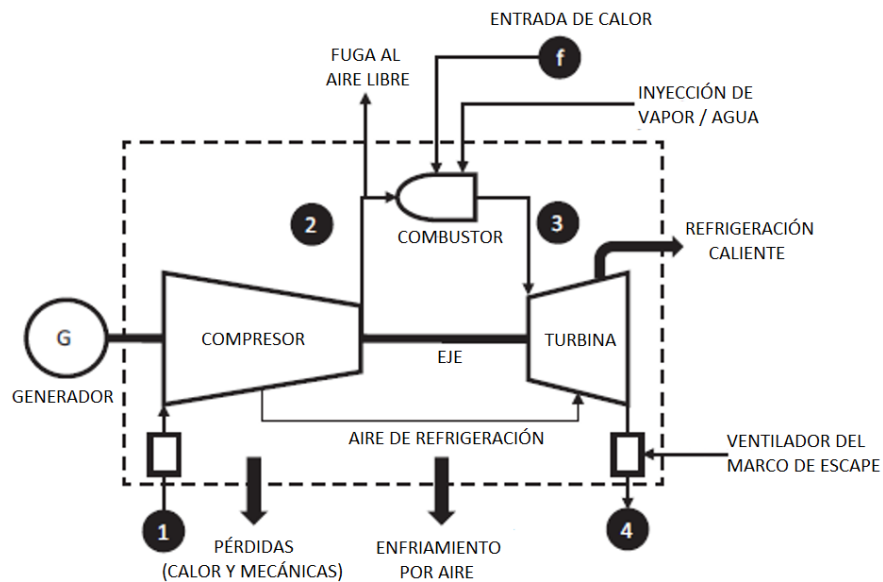 ENTRADA DE CALOR
f
FUGA AL
AIRE LIBRE
INYECCIÓN DE
VAPOR / AGUA
2
COMBUSTOR
3
REFRIGERACIÓN
CALIENTE
G
GENERADOR
COMPRESOR
EJE
TURBINA
AIRE DE REFRIGERACIÓN
VENTILADOR DEL
MARCO DE ESCAPE
1
PÉRDIDAS
(CALOR Y MECÁNICAS)
ENFRIAMIENTO
POR AIRE
4